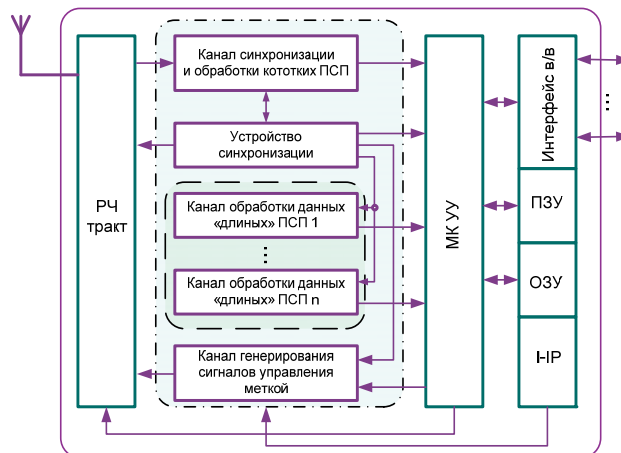 Канал синхронизации
и обработки кототких ПСП
Устройство
синхронизации
РЧ
тракт
Канал обработки данных
«длиных» ПСП 1
...
Канал обработки данных
«длиных» ПСП n
Канал генерирования
сигналов управления
меткой
МК УУ
Интерфейс в/в
...
ПЗУ
ОЗУ
I-IP